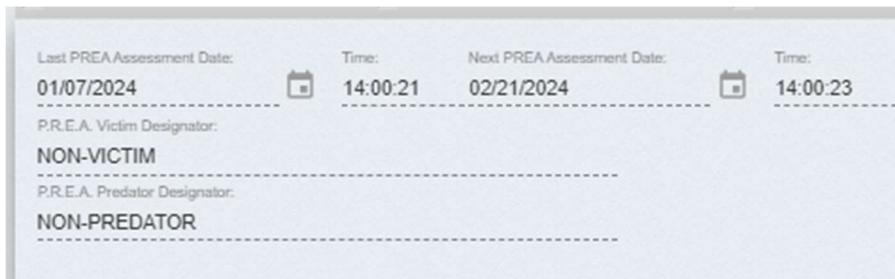 Last PREA Assessment Date: Time: Next PREA Assessment Date: Time:
01/07/2024 14:00:21 02/21/2024 14:00:23
P.R.E.A. Victim Designator:
NON-VICTIM
P.R.E.A. Predator Designator:
NON-PREDATOR